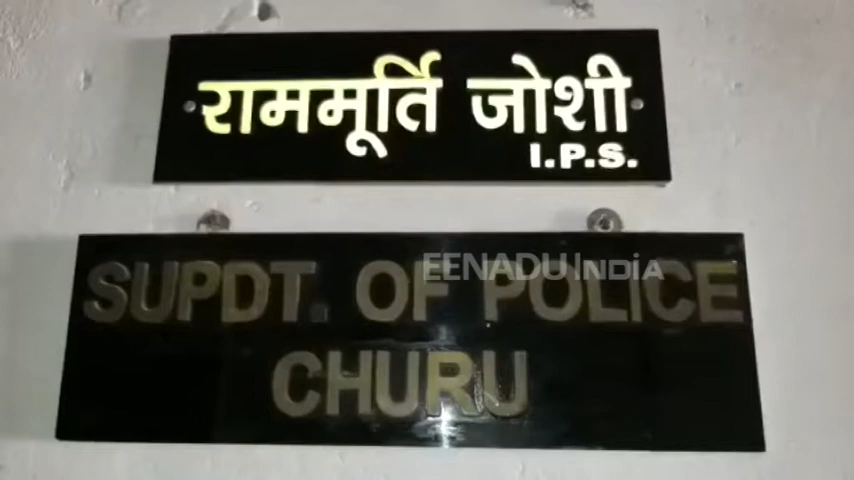 राममूर्ति जोशी
I.P.S.
EENADU INDIA
SUPDT. OF POLICE
CHURU